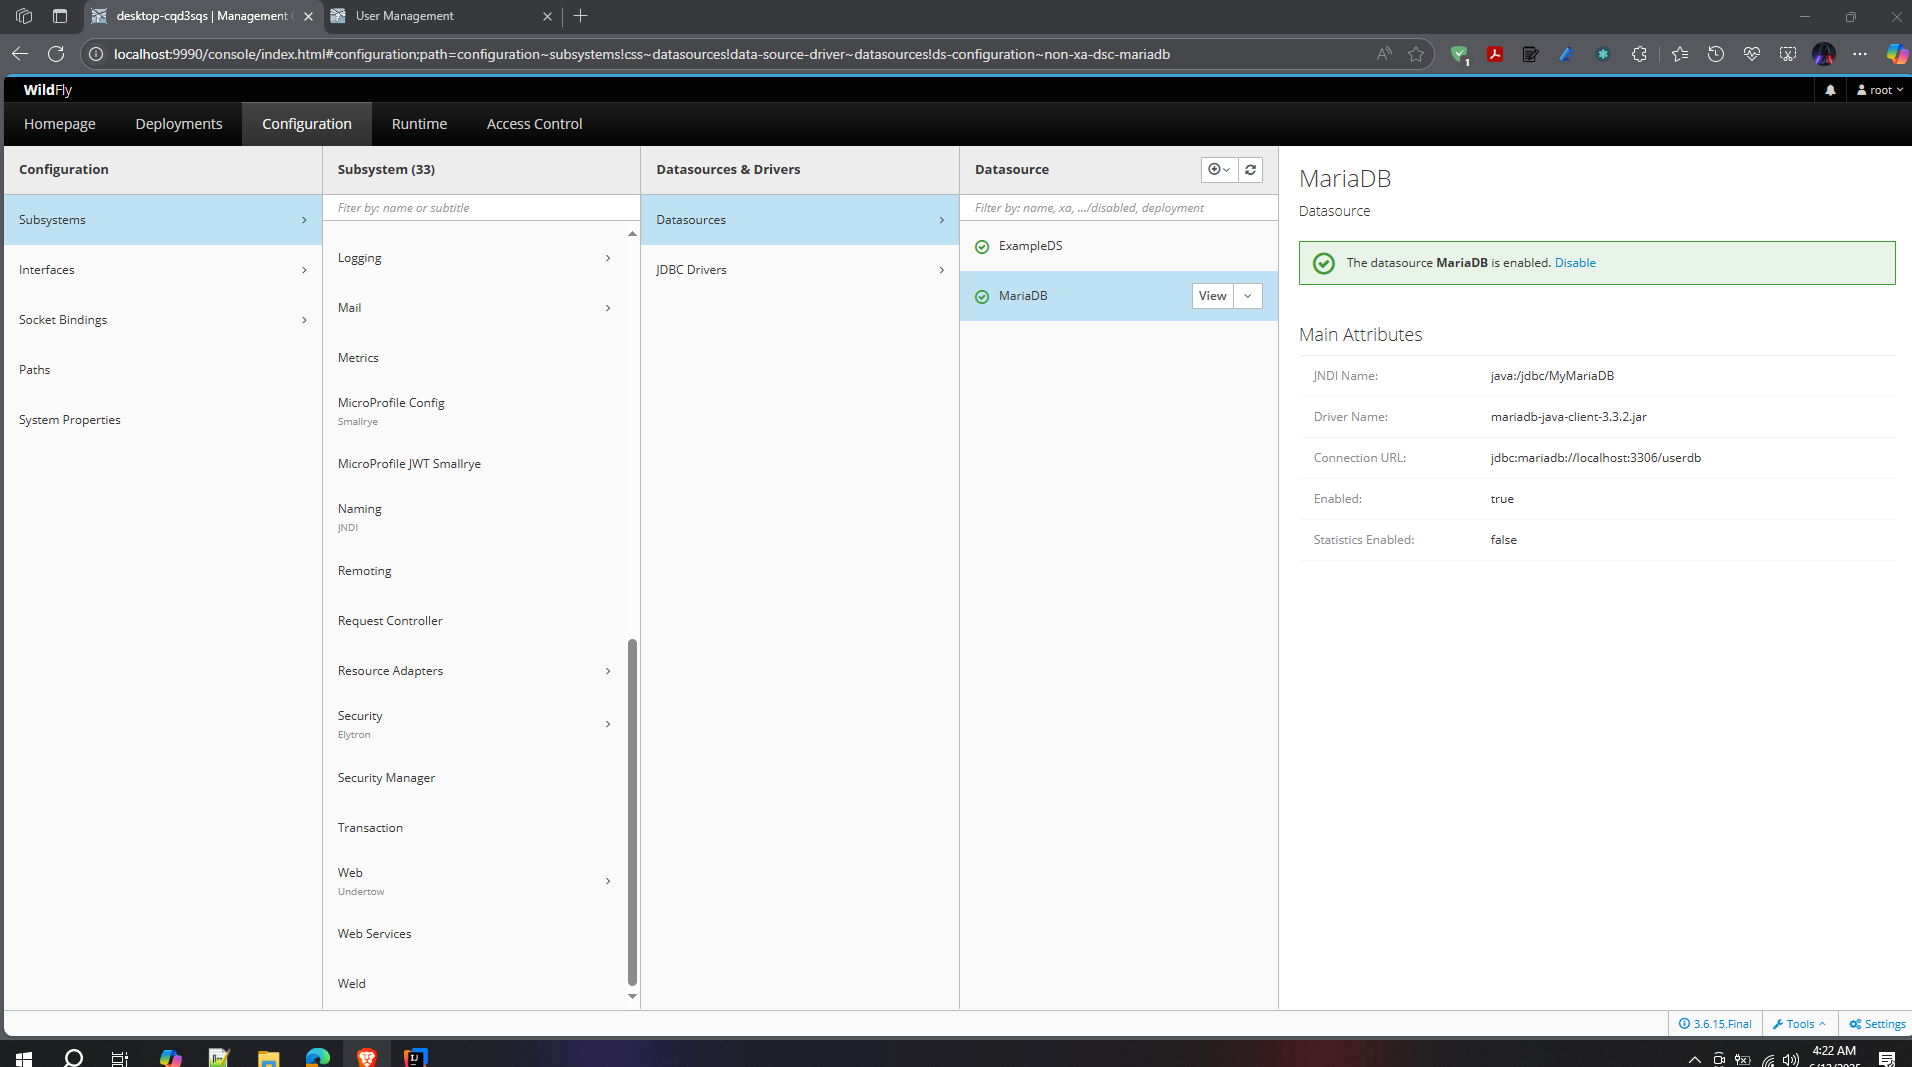 desktop-cqd3sqs | Management
User Management
localhost:9990/console/index.html#configuration;path=configuration~subsystems!css~datasources!data-source-driver~datasources!ds-configuration~non-xa-dsc-mariadb
1
WildFly
root
Homepage
Deployments
Configuration
Runtime
Access Control
Configuration
Subsystems
Interfaces
Socket Bindings
Paths
System Properties
Subsystem (33)
Fiter by: name or subtitle
Logging
Mail
Metrics
MicroProfile Config
Smallrye
MicroProfile JWT Smallrye
Naming
JNDI
Remoting
Request Controller
Resource Adapters
Security
Elytron
Security Manager
Transaction
Web
Undertow
Web Services
Weld
Datasources & Drivers
Datasources
JDBC Drivers
Datasource
Filter by: name, xa, .../disabled, deployment
ExampleDS
MariaDB
View
MariaDB
Datasource
The datasource MariaDB is enabled. Disable
Main Attributes
JNDI Name: java:/jdbc/MyMariaDB
Driver Name: mariadb-java-client-3.3.2.jar
Connection URL: jdbc:mariadb://localhost:3306/userdb
Enabled: true
Statistics Enabled: false
3.6.15.Final
Tools
Settings
4:22 AM